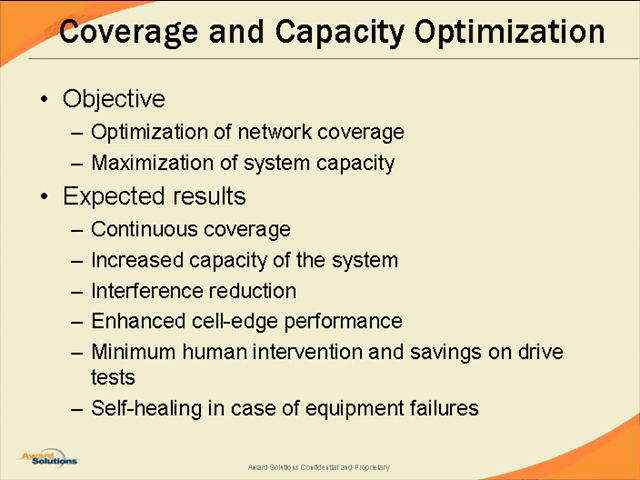 Coverage and Capacity Optimization
• Objective
– Optimization of network coverage
– Maximization of system capacity
• Expected results
– Continuous coverage
– Increased capacity of the system
– Interference reduction
– Enhanced cell-edge performance
– Minimum human intervention and savings on drive
tests
– Self-healing in case of equipment failures
Award
Solutions
Award Solutions Confidential and Proprietary